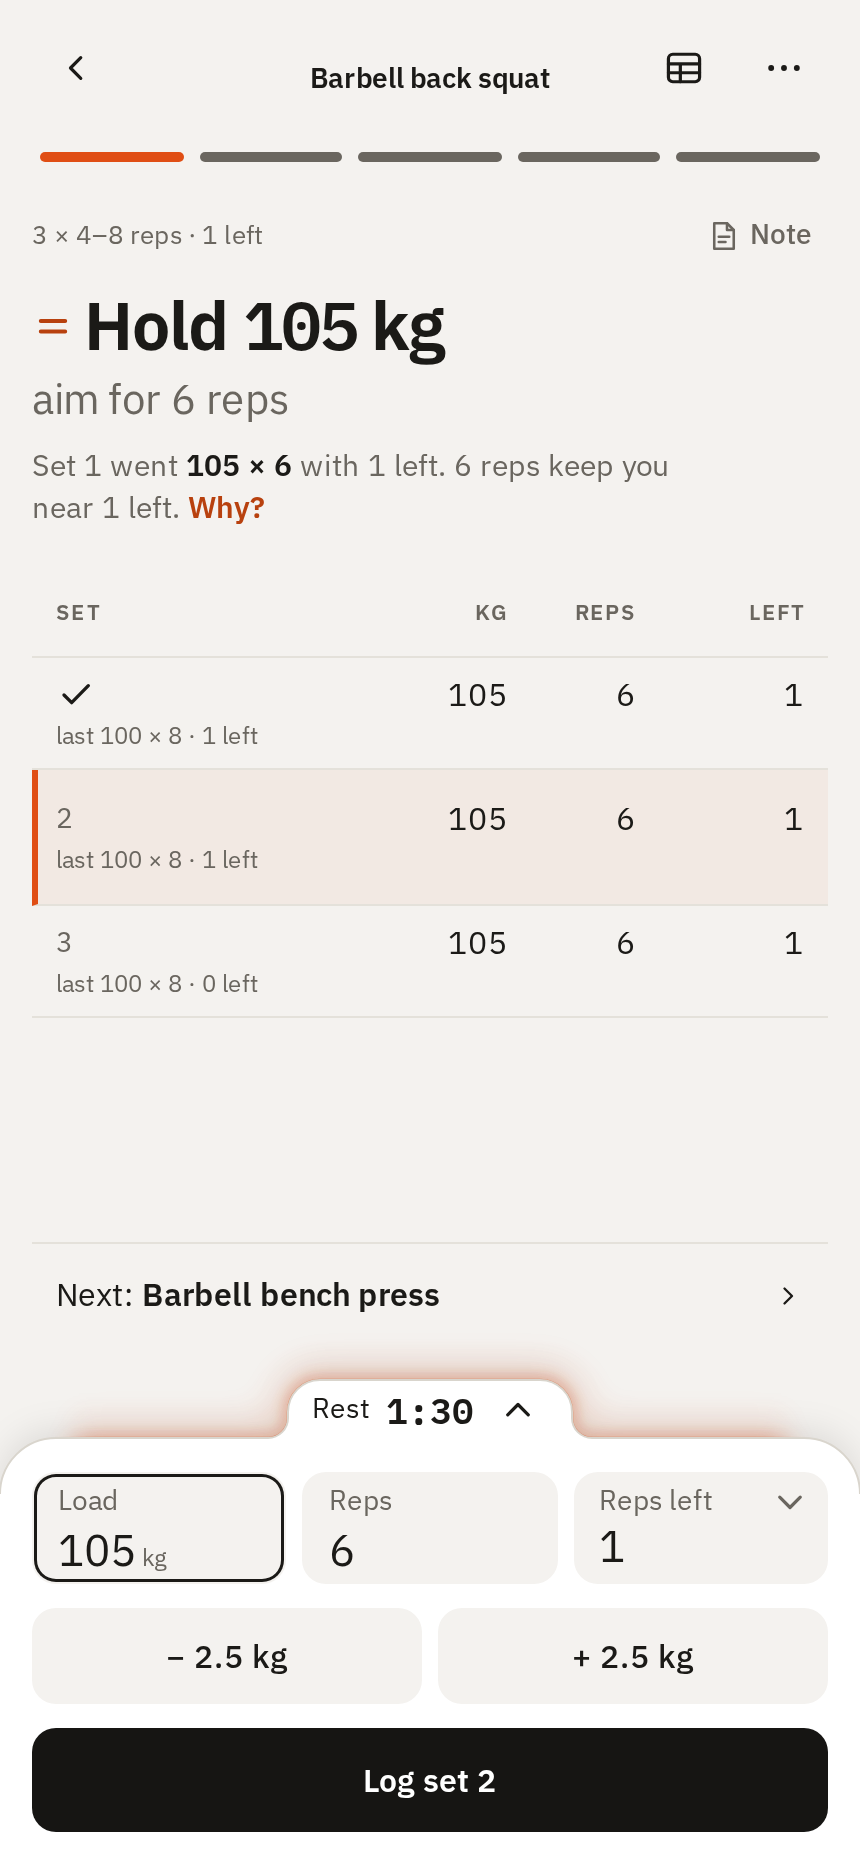 Barbell back squat
3 × 4–8 reps · 1 left
Note
= Hold 105 kg
aim for 6 reps
Set 1 went 105 × 6 with 1 left. 6 reps keep you
near 1 left. Why?
SET KG REPS LEFT
105 6 1
last 100 × 8 · 1 left
2 105 6 1
last 100 × 8 · 1 left
3 105 6 1
last 100 × 8 · 0 left
Next: Barbell bench press
Rest 1:30
Load Reps Reps left
105 kg 6 1
− 2.5 kg + 2.5 kg
Log set 2